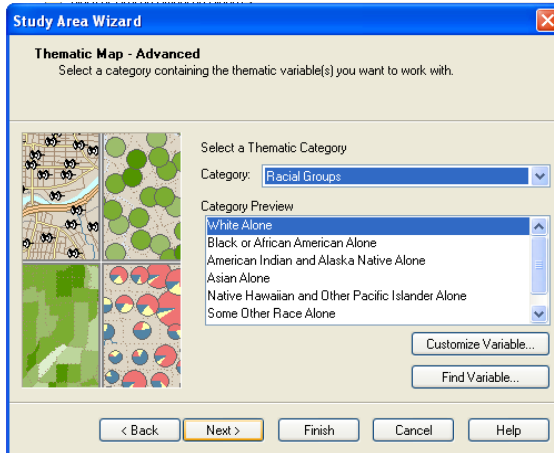 Study Area Wizard
Thematic Map - Advanced
Select a category containing the thematic variable(s) you want to work with.
Select a Thematic Category
Category: Racial Groups
Category Preview
White Alone
Black or African American Alone
American Indian and Alaska Native Alone
Asian Alone
Native Hawaiian and Other Pacific Islander Alone
Some Other Race Alone
Customize Variable...
Find Variable...
< Back Next > Finish Cancel Help